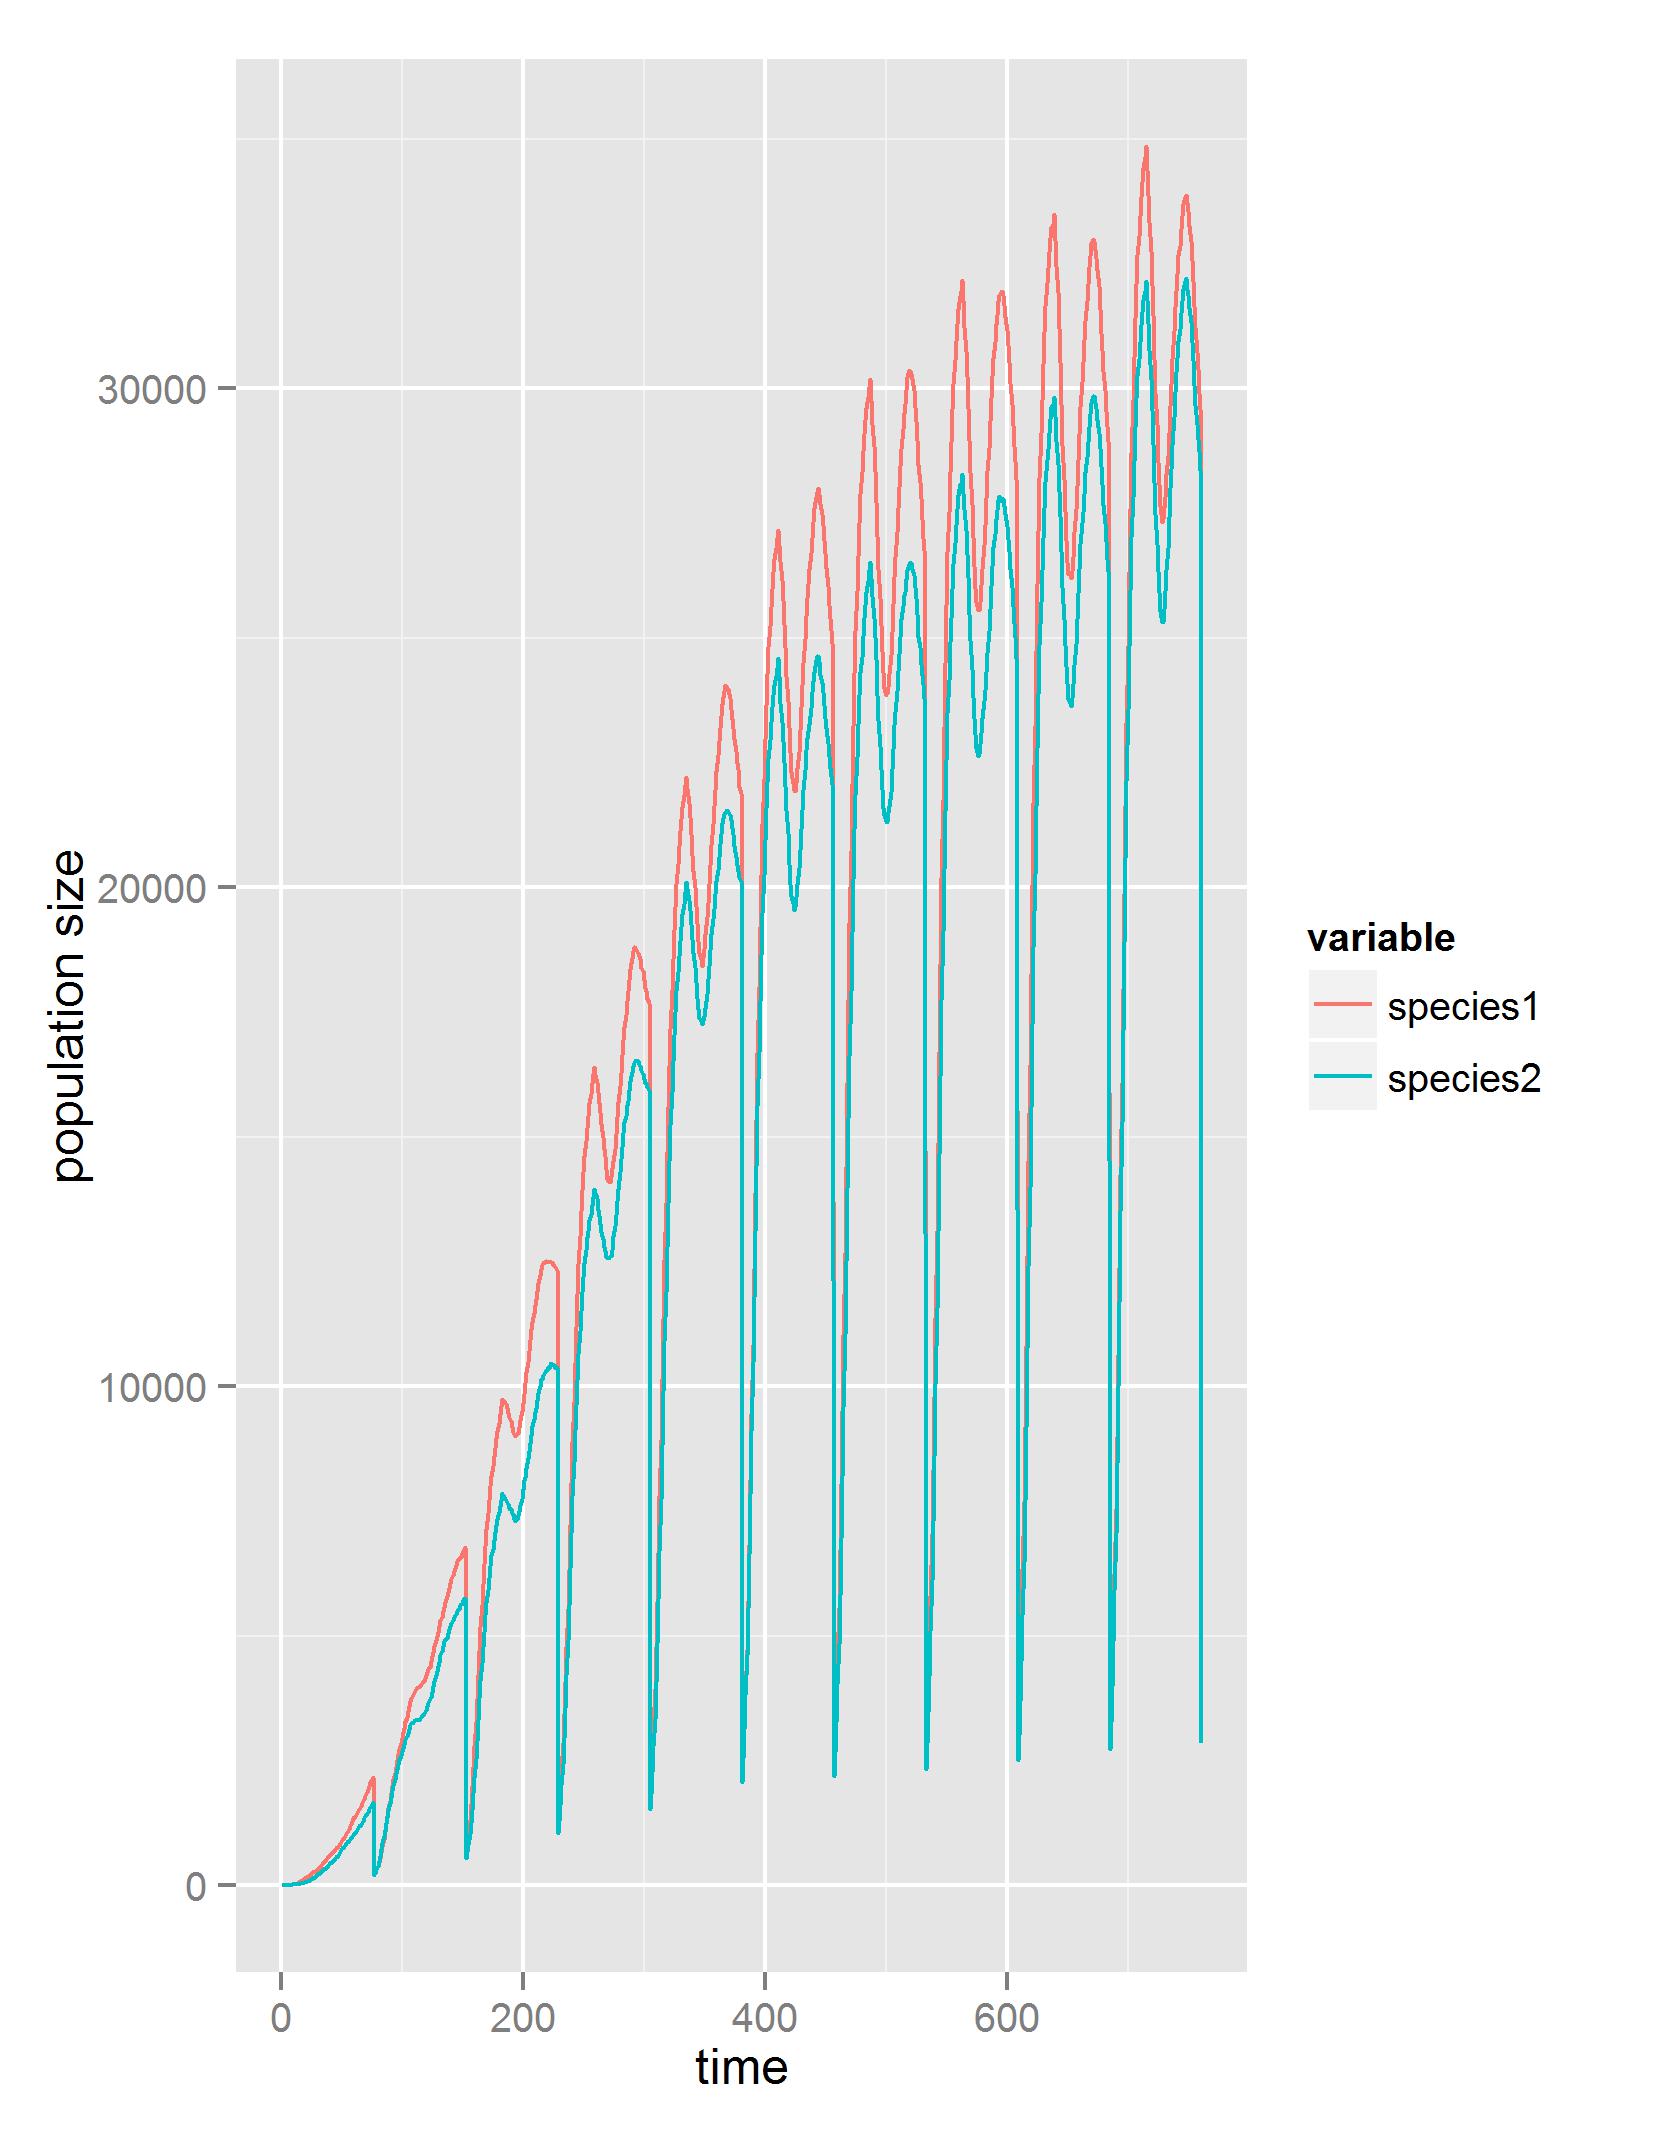 30000
20000
10000
0
population size
0 200 400 600
time
variable
species1
species2